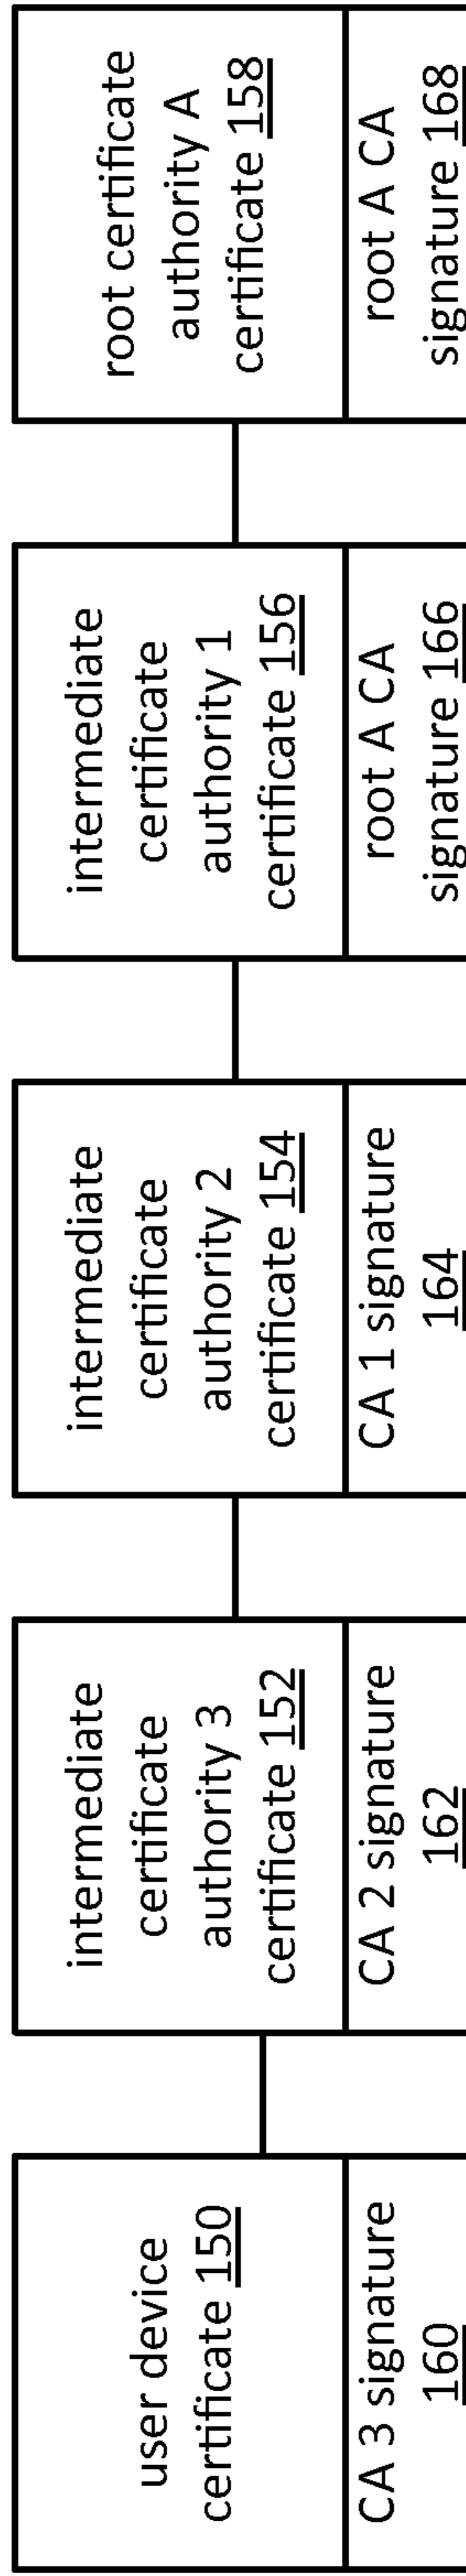 user device
certificate 150
CA 3 signature
160
intermediate
certificate
authority 3
certificate 152
CA 2 signature
162
intermediate
certificate
authority 2
certificate 154
CA 1 signature
164
intermediate
certificate
authority 1
certificate 156
root A CA
signature 166
root certificate
authority A
certificate 158
root A CA
signature 168